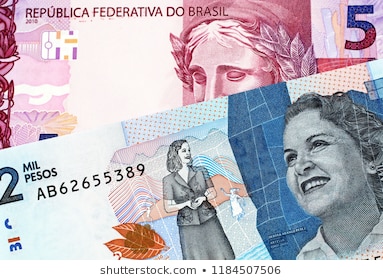 REPÚBLICA FEDERATIVA DO BRASIL
2010
5
2 MIL
PESOS
AB62655389
shutterstock.com • 1184507506